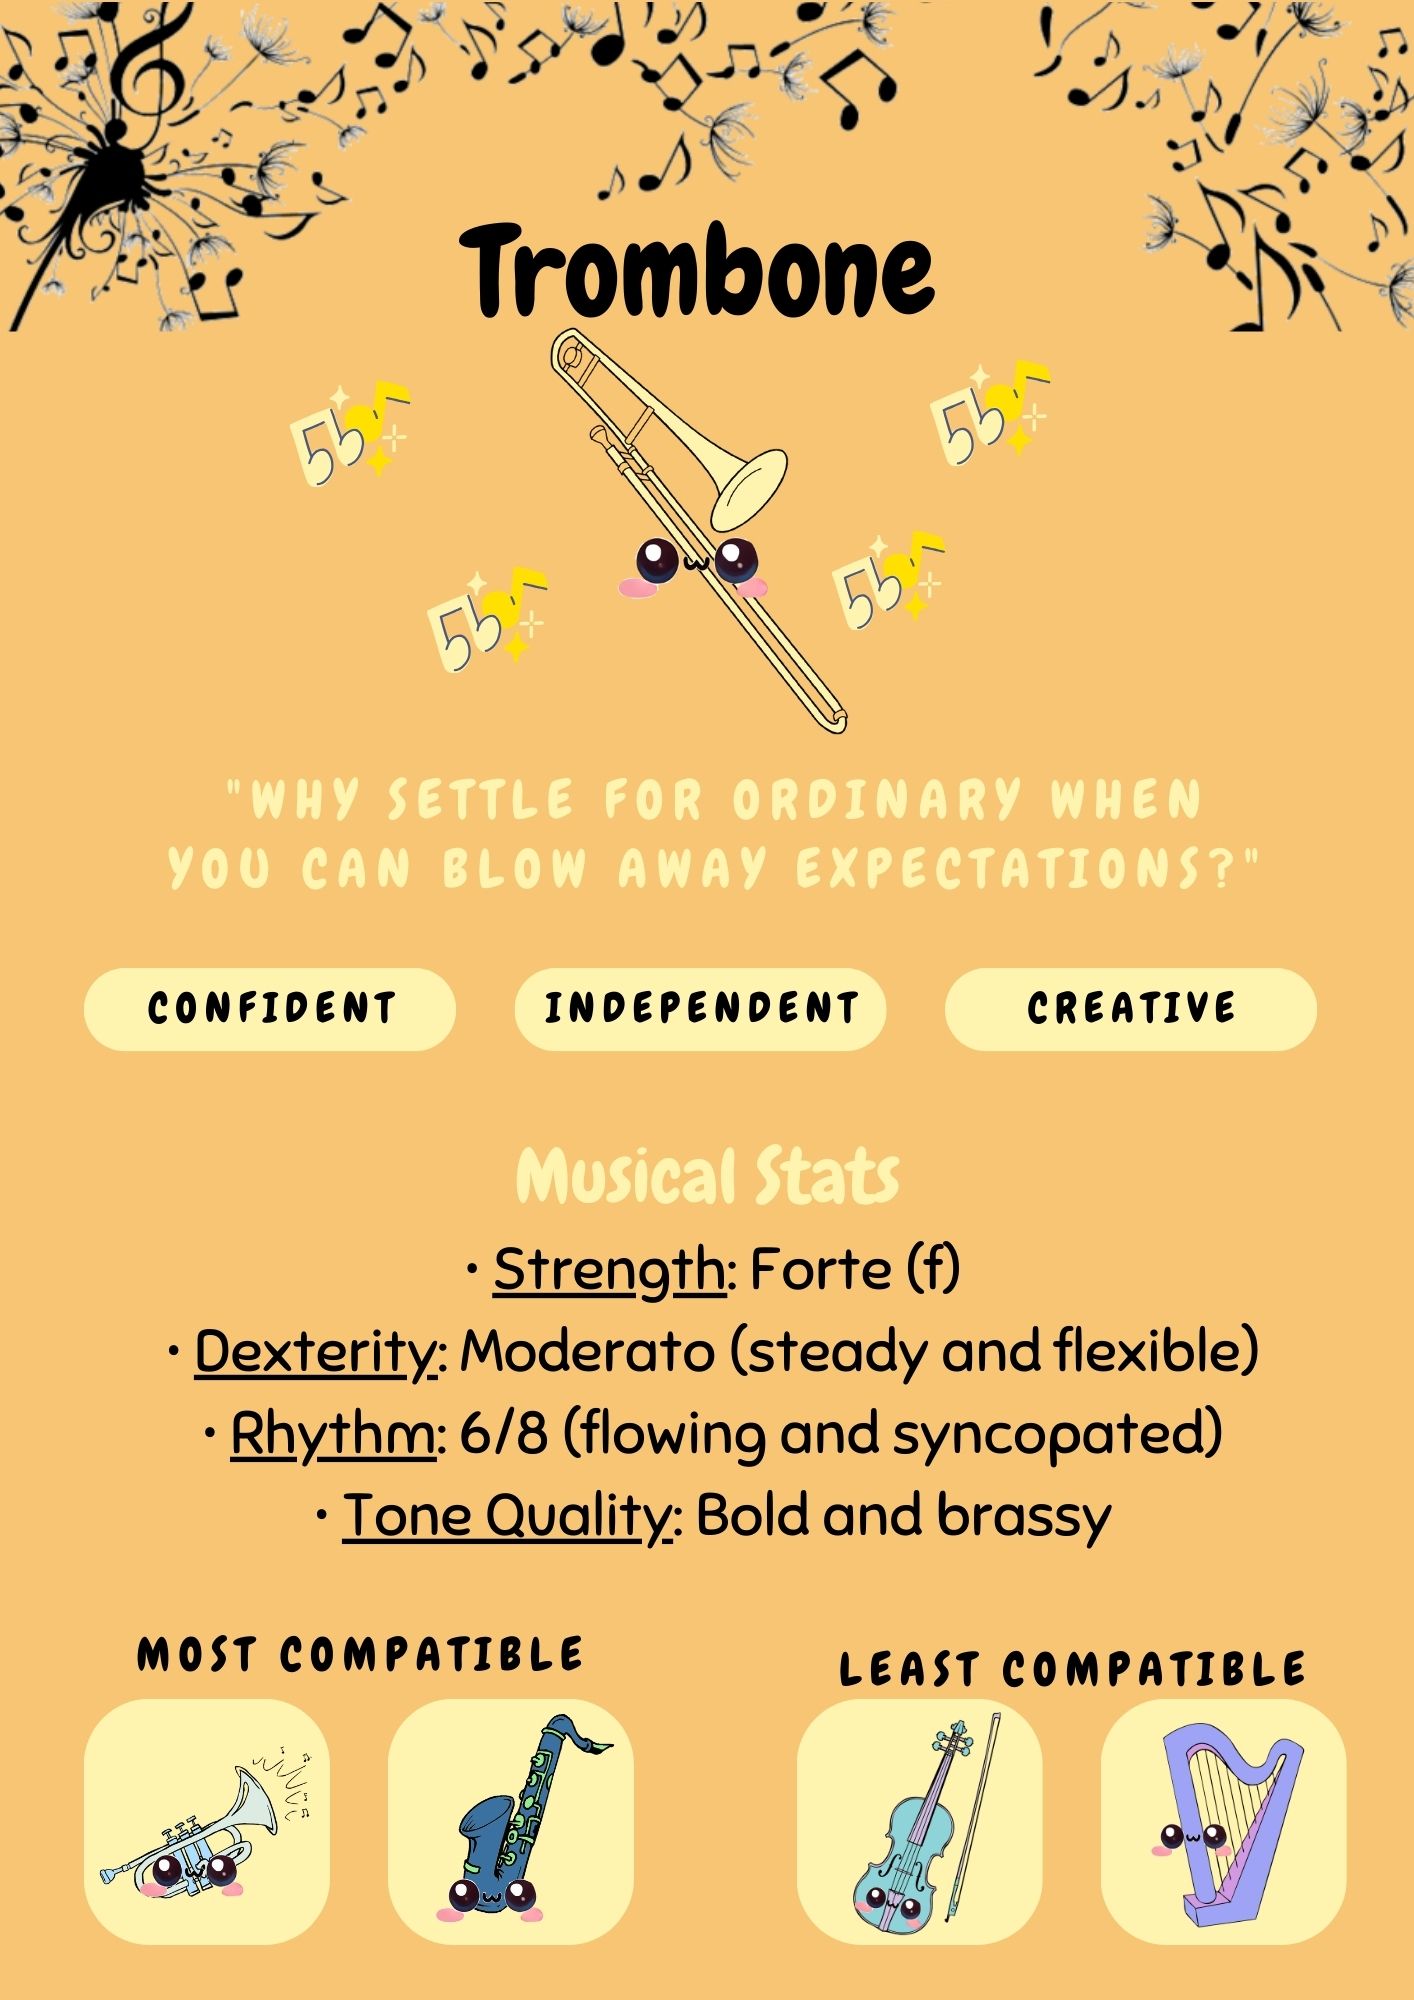 Trombone
"WHY SETTLE FOR ORDINARY WHEN
YOU CAN BLOW AWAY EXPECTATIONS?"
CONFIDENT
INDEPENDENT
CREATIVE
Musical Stats
• Strength: Forte (f)
• Dexterity: Moderato (steady and flexible)
• Rhythm: 6/8 (flowing and syncopated)
• Tone Quality: Bold and brassy
MOST COMPATIBLE
LEAST COMPATIBLE